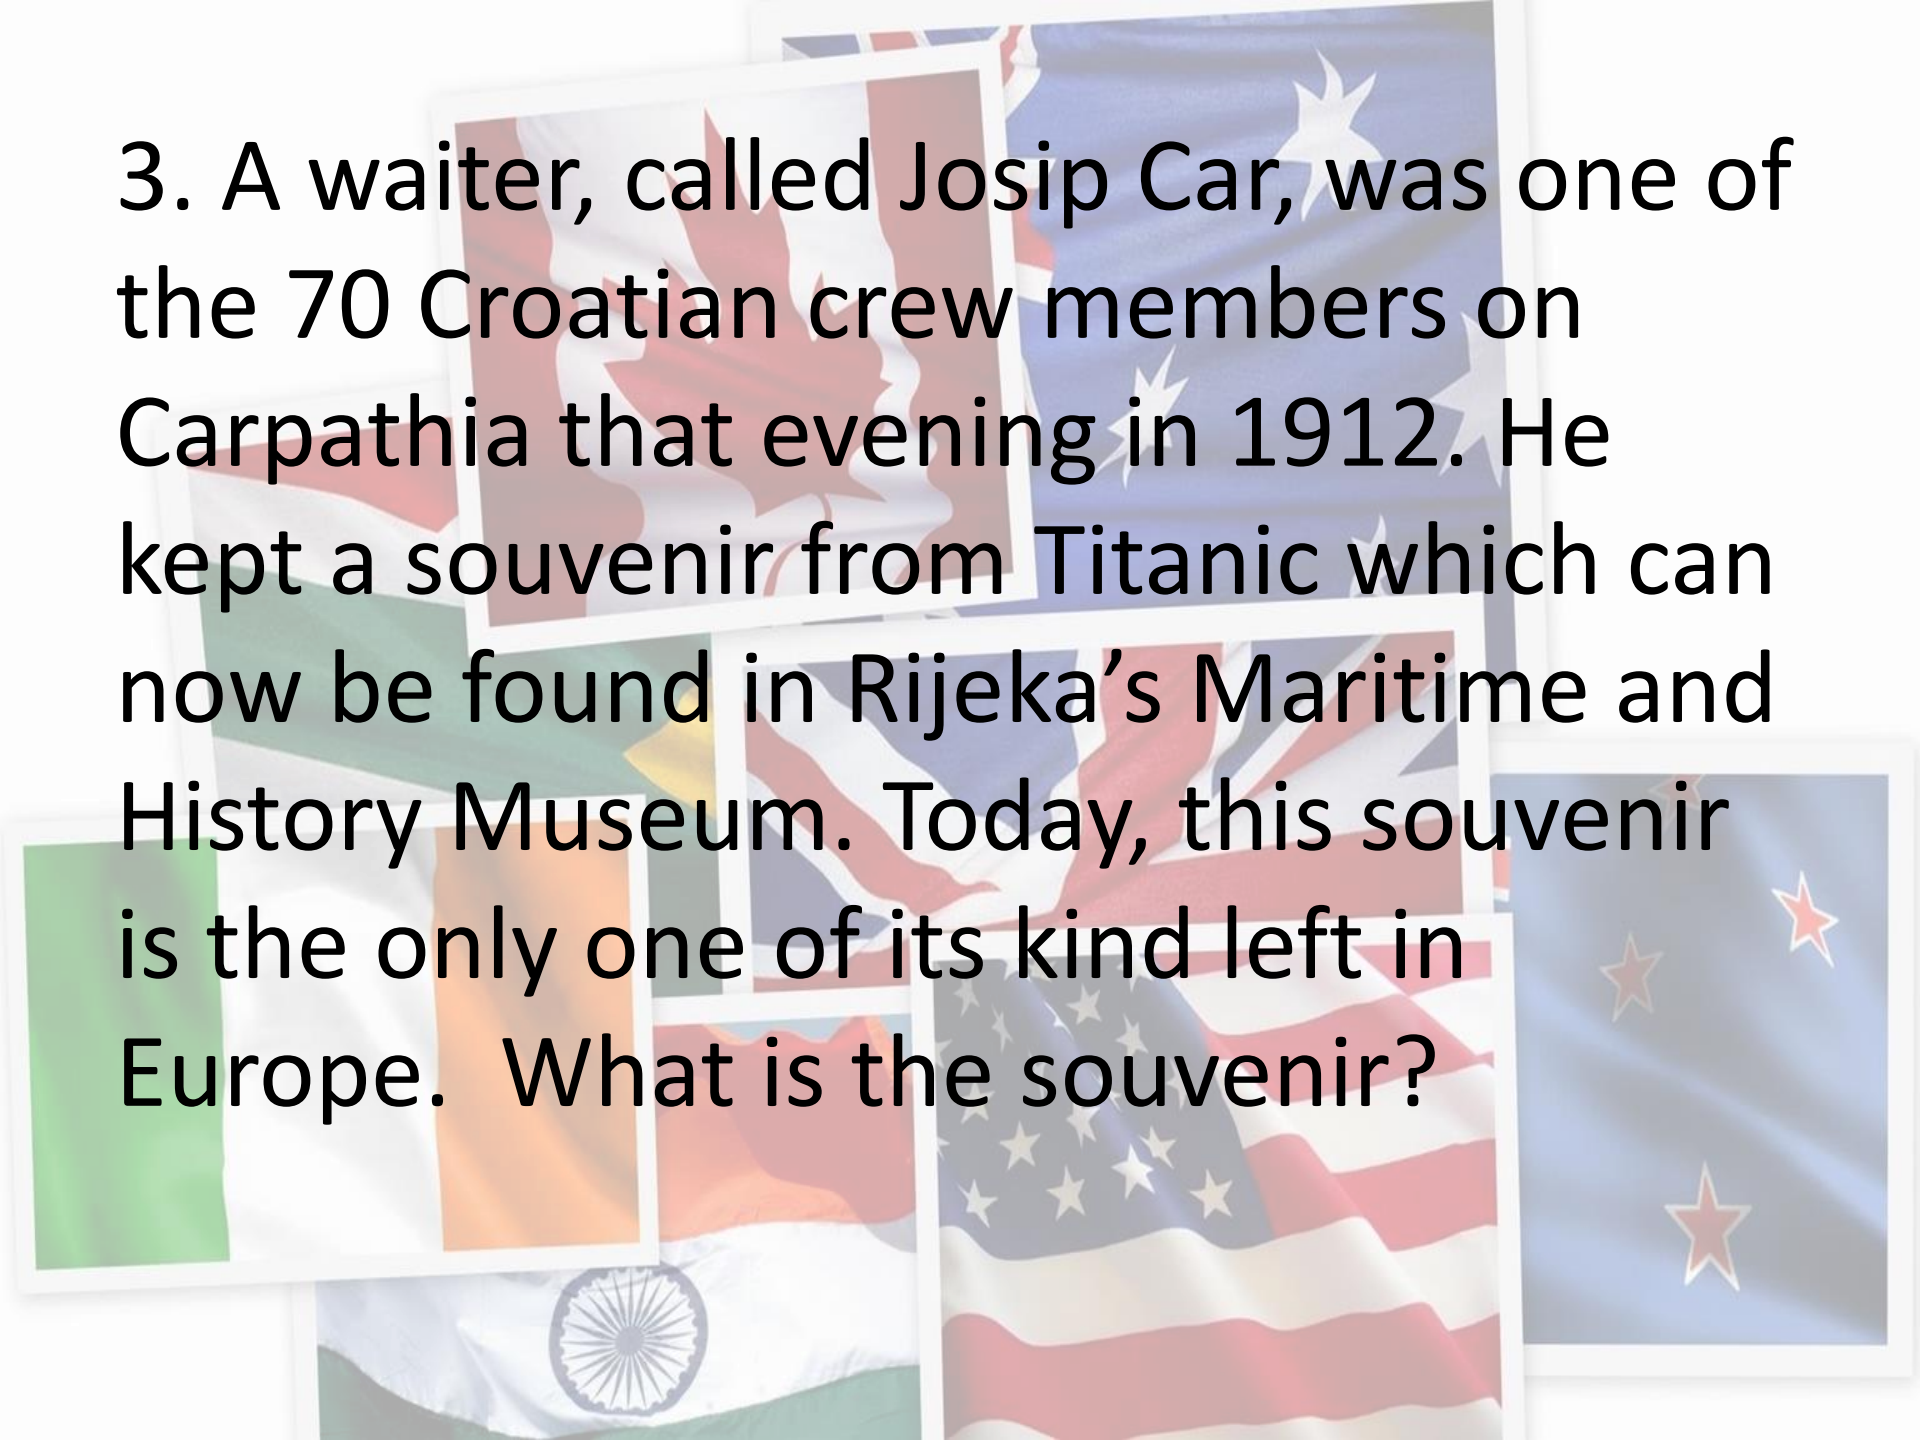 3. A waiter, called Josip Car, was one of
the 70 Croatian crew members on
Carpathia that evening in 1912. He
kept a souvenir from Titanic which can
now be found in Rijeka’s Maritime and
History Museum. Today, this souvenir
is the only one of its kind left in
Europe.  What is the souvenir?